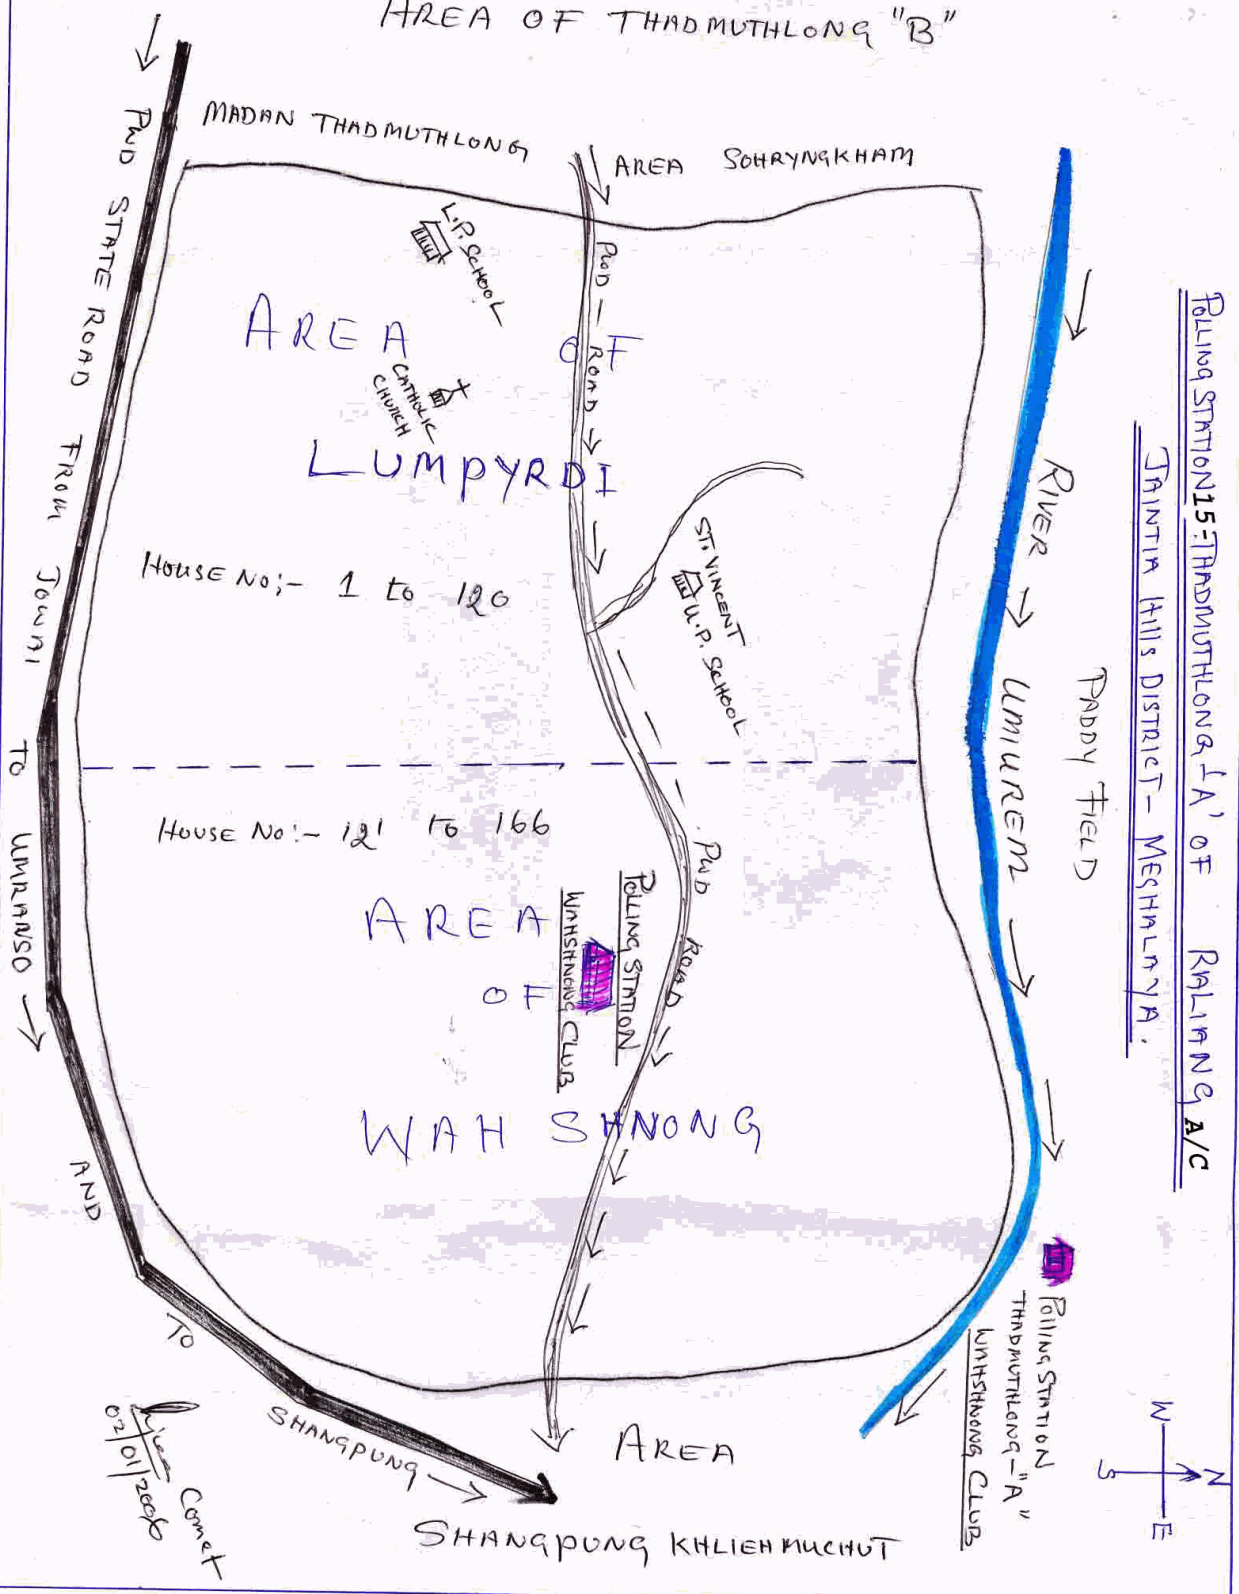 AREA OF THADMUTHLONG "B"
POLLING STATION 15:-THADMUTHLONG-'A' OF RALIANG A/C
JAINTIA HILLS DISTRICT- MEGHALAYA.
MADAN THADMUTHLONG
AREA SOHRYNGKHAM
PWD STATE ROAD FROM JOWAI
TO UMRANSO
AND
TO
SHANGPUNG
L.P. SCHOOL
PWD - ROAD
AREA OF
CATHOLIC
CHURCH
LUMPYRDI
HOUSE NO:- 1 to 120
ST. VINCENT
U.P. SCHOOL
RIVER UMIUREM
PADDY FIELD
HOUSE NO:- 121 to 166
PWD ROAD
AREA
OF
POLLING STATION
WAHSHNONG CLUB
WAH SHNONG
POLLING STATION
THADMUTHLONG-"A"
WAHSHNONG CLUB
N
W
E
S
AREA
SHANGPUNG KHLIEHMUCHUT
Comet
02/01/2006